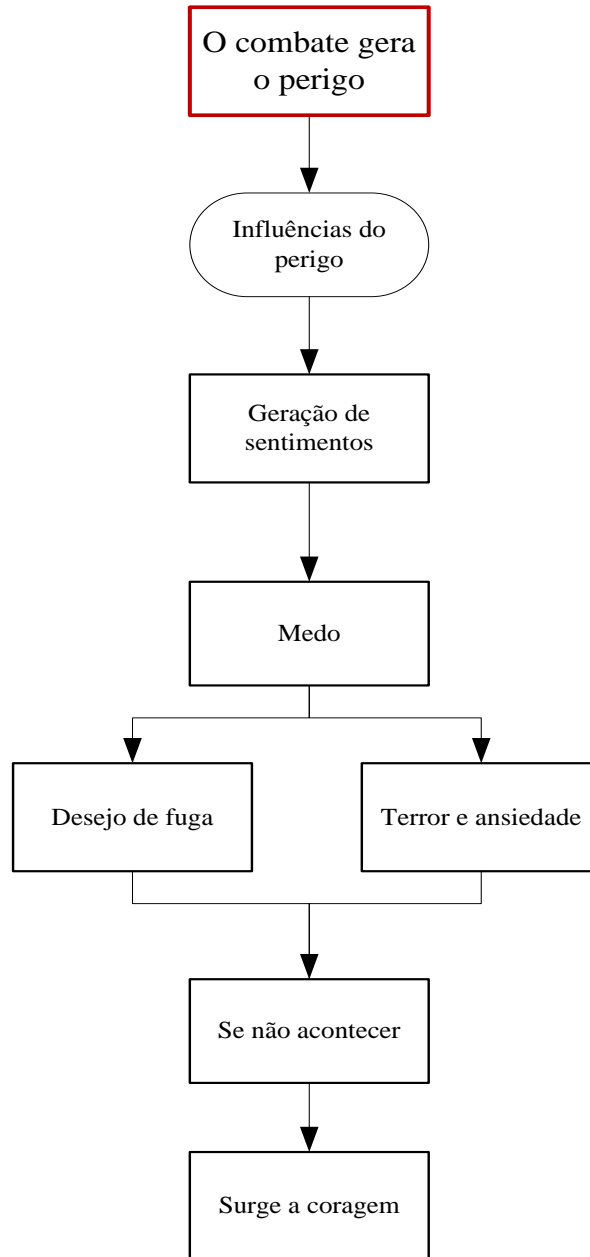 O combate gera
o perigo
Influências do
perigo
Geração de
sentimentos
Medo
Desejo de fuga
Terror e ansiedade
Se não acontecer
Surge a coragem